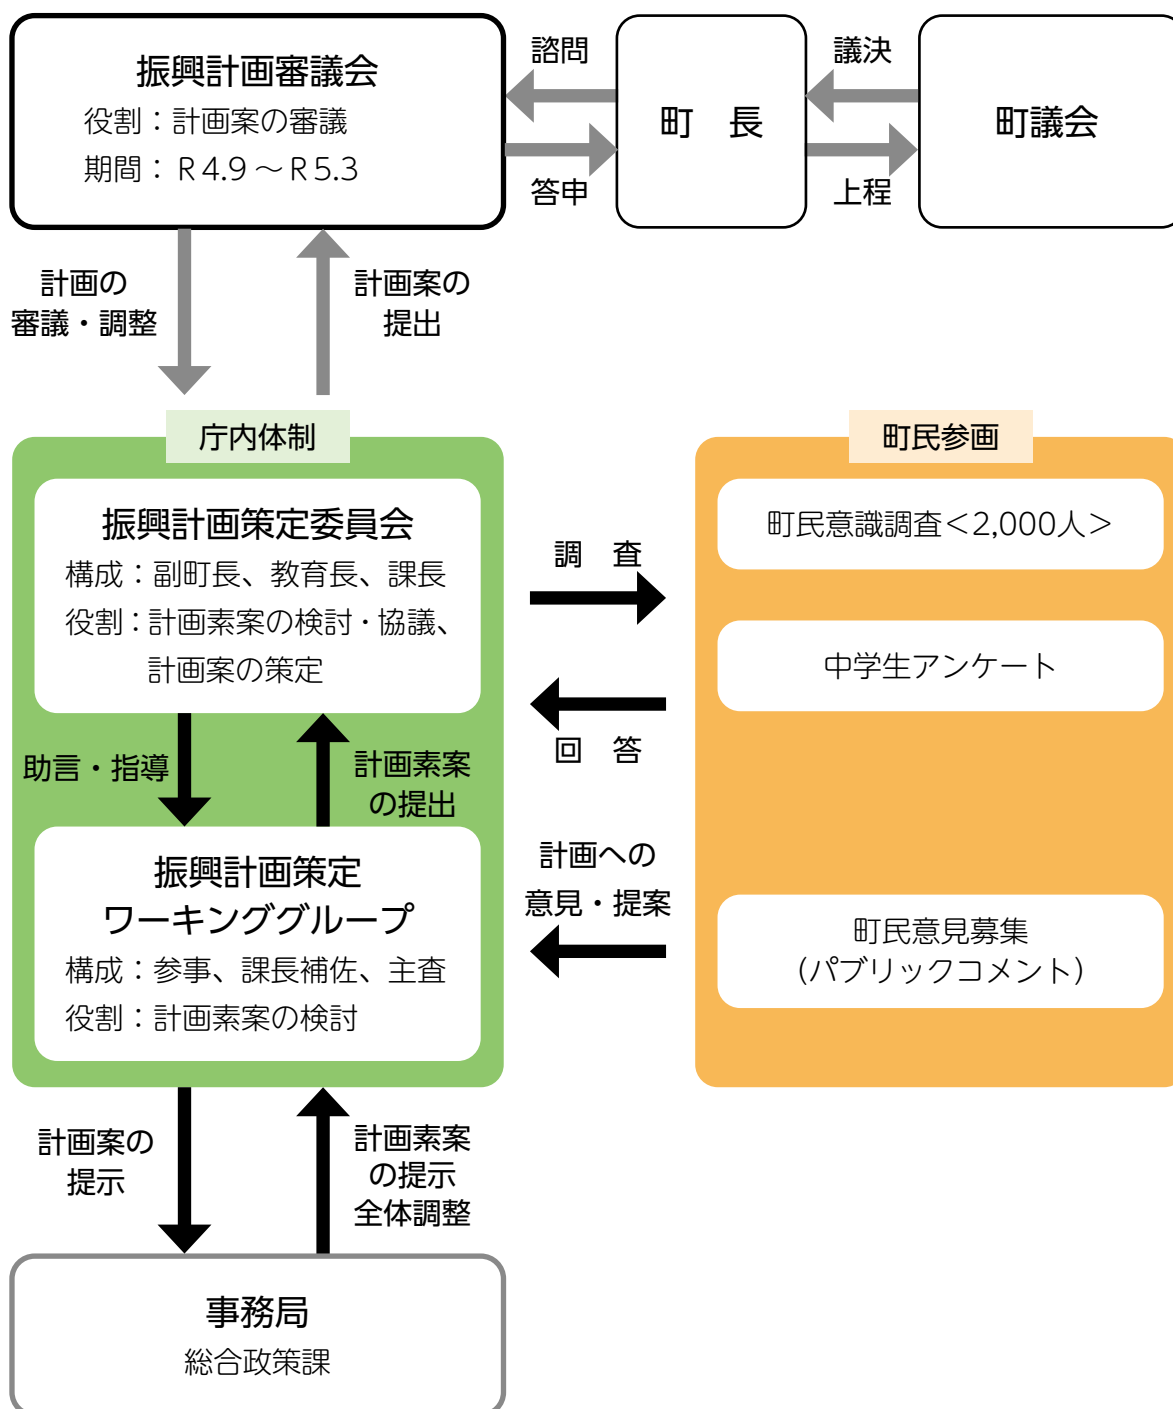 振興計画審議会
役割：計画案の審議
期間：Ｒ4.9～Ｒ5.3
諮問
答申
町　長
議決
上程
町議会
計画の
審議・調整
計画案の
提出
庁内体制
振興計画策定委員会
構成：副町長、教育長、課長
役割：計画素案の検討・協議、
計画案の策定
助言・指導
計画素案
の提出
振興計画策定
ワーキンググループ
構成：参事、課長補佐、主査
役割：計画素案の検討
調　査
回　答
計画への
意見・提案
町民参画
町民意識調査＜2,000人＞
中学生アンケート
町民意見募集
（パブリックコメント）
計画案の
提示
計画素案
の提示
全体調整
事務局
総合政策課